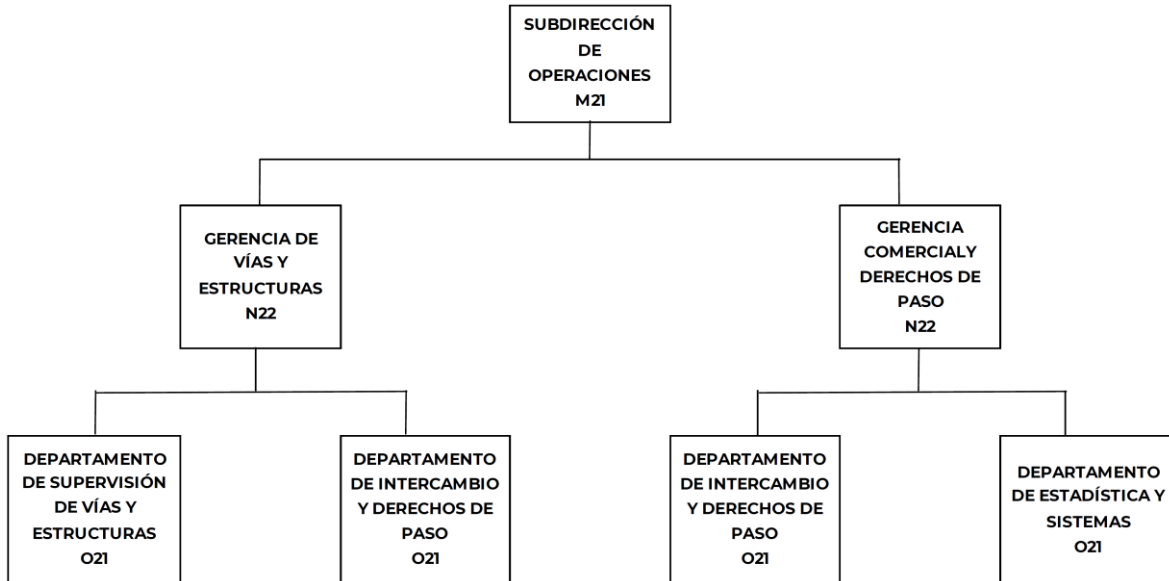 SUBDIRECCIÓN
DE
OPERACIONES
M21
GERENCIA DE
VÍAS Y
ESTRUCTURAS
N22
GERENCIA
COMERCIALY
DERECHOS DE
PASO
N22
DEPARTAMENTO
DE SUPERVISIÓN
DE VÍAS Y
ESTRUCTURAS
O21
DEPARTAMENTO
DE INTERCAMBIO
Y DERECHOS DE
PASO
O21
DEPARTAMENTO
DE INTERCAMBIO
Y DERECHOS DE
PASO
O21
DEPARTAMENTO
DE ESTADÍSTICA Y
SISTEMAS
O21